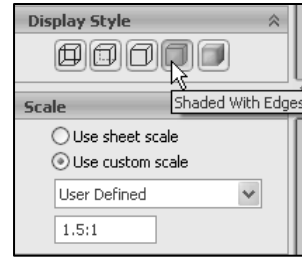 Display Style
Shaded With Edges
Scale
Use sheet scale
Use custom scale
User Defined
1.5:1